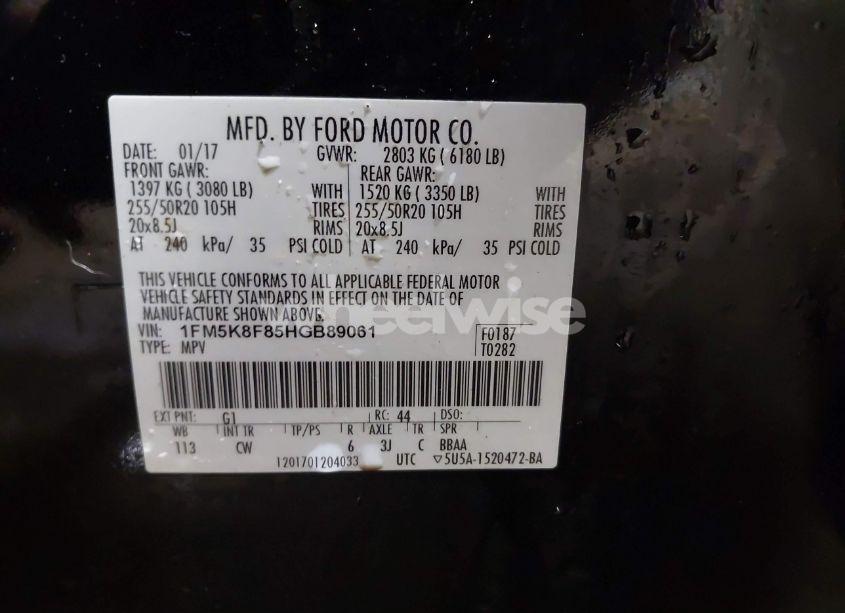 MFD. BY FORD MOTOR CO.
DATE: 01/17 GVWR: 2803 KG ( 6180 LB)
FRONT GAWR: REAR GAWR:
1397 KG ( 3080 LB) WITH 1520 KG ( 3350 LB) WITH
255/50R20 105H TIRES 255/50R20 105H TIRES
20x8.5J RIMS 20x8.5J RIMS
AT 240 kPa/ 35 PSI COLD AT 240 kPa/ 35 PSI COLD
THIS VEHICLE CONFORMS TO ALL APPLICABLE FEDERAL MOTOR
VEHICLE SAFETY STANDARDS IN EFFECT ON THE DATE OF
MANUFACTURE SHOWN ABOVE.
VIN: 1FM5K8F85HGB89061 F0187
TYPE: MPV T0282
EXT PNT: G1 RC: 44 DSO:
WB INT TR TP/PS R AXLE TR SPR
113 CW 6 3J C BBAA
1201701204033 UTC ▽5U5A-1520472-BA